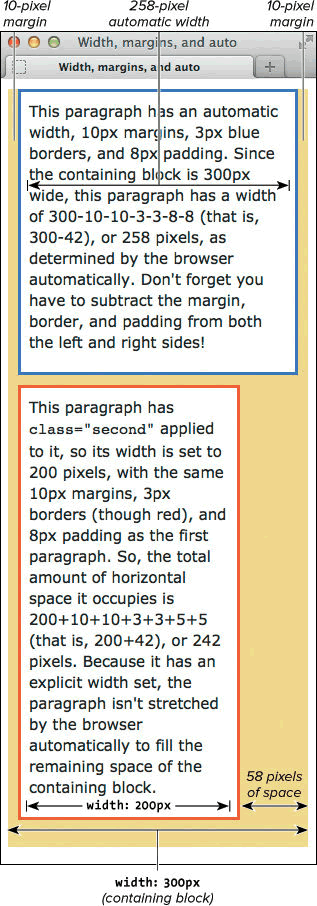 10-pixel margin
258-pixel automatic width
10-pixel margin
Width, margins, and auto
Width, margins, and auto
This paragraph has an automatic
width, 10px margins, 3px blue
borders, and 8px padding. Since
the containing block is 300px
wide, this paragraph has a width
of 300-10-10-3-3-8-8 (that is,
300-42), or 258 pixels, as
determined by the browser
automatically. Don't forget you
have to subtract the margin,
border, and padding from both
the left and right sides!
This paragraph has
class="second" applied
to it, so its width is set to
200 pixels, with the same
10px margins, 3px
borders (though red), and
8px padding as the first
paragraph. So, the total
amount of horizontal
space it occupies is
200+10+10+3+3+5+5
(that is, 200+42), or 242
pixels. Because it has an
explicit width set, the
paragraph isn't stretched
by the browser
automatically to fill the
remaining space of the
containing block.
width: 200px
58 pixels
of space
width: 300px
(containing block)